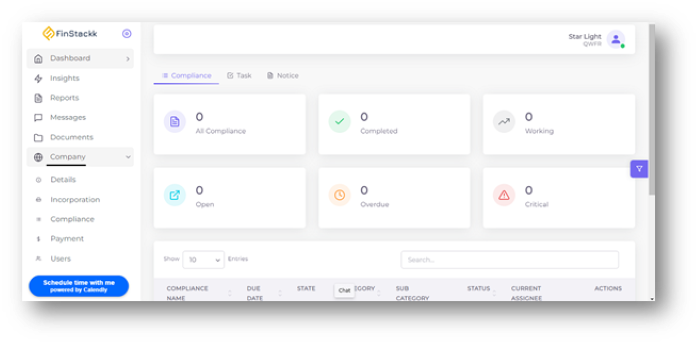 FinStackk
Star Light
QWFR
Dashboard
Insights
Reports
Messages
Documents
Company
Details
Incorporation
Compliance
Payment
Users
Schedule time with me
powered by Calendly
Compliance
Task
Notice
0
All Compliance
0
Completed
0
Working
0
Open
0
Overdue
0
Critical
Show 10 Entries
Search...
COMPLIANCE NAME
DUE DATE
STATE
Chat
EGORY
SUB CATEGORY
STATUS
CURRENT ASSIGNEE
ACTIONS